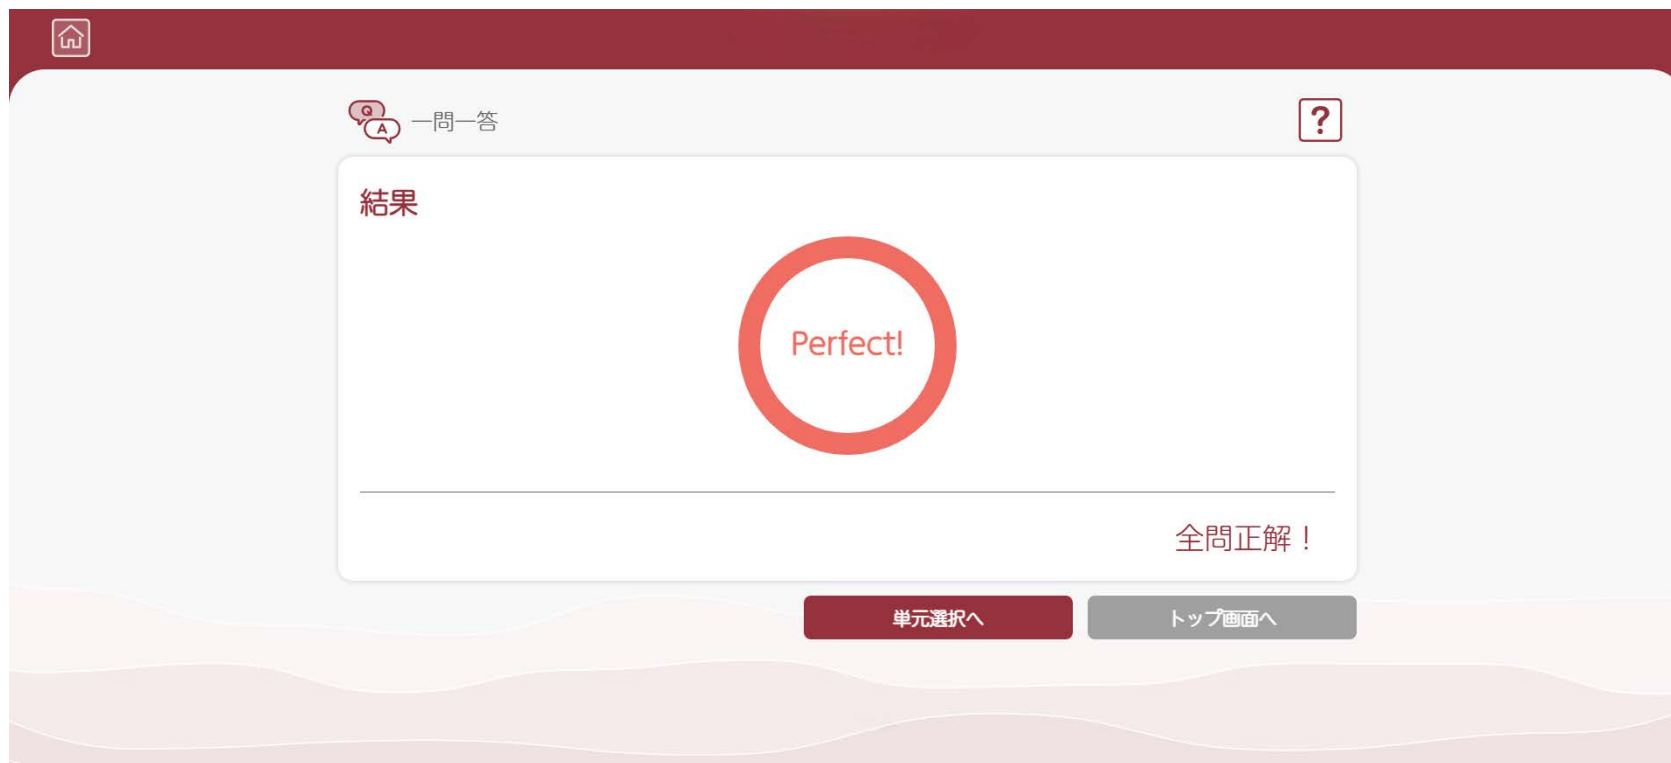 Q
A
一問一答
?
結果
Perfect!
全問正解！
単元選択へ
トップ画面へ